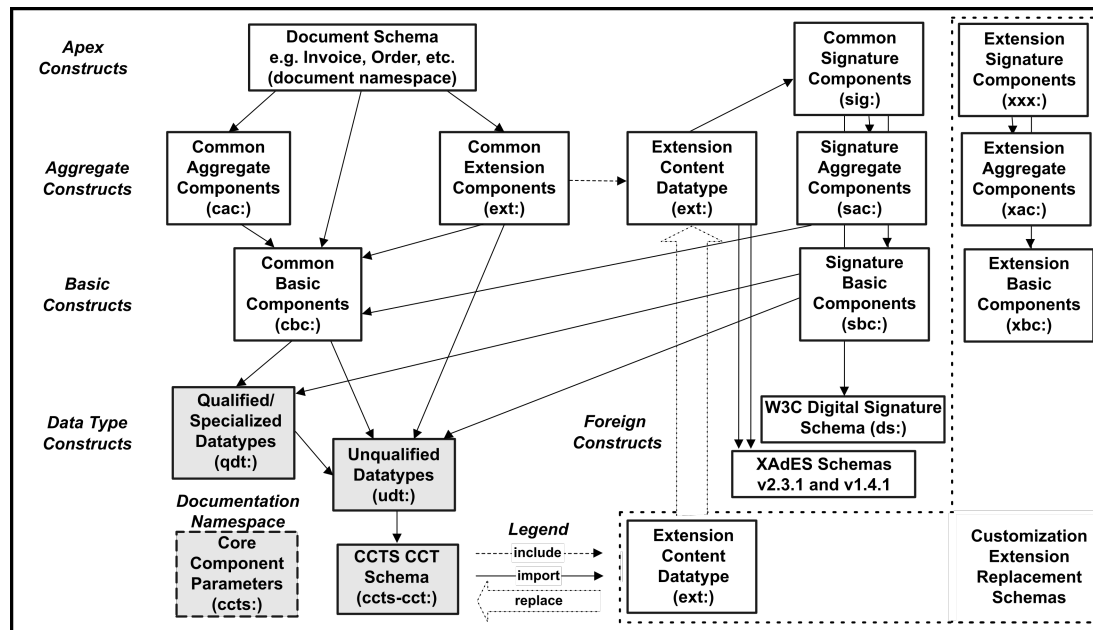 Apex
Constructs
Document Schema
e.g. Invoice, Order, etc.
(document namespace)
Common
Signature
Components
(sig:)
Extension
Signature
Components
(xxx:)
Aggregate
Constructs
Common
Aggregate
Components
(cac:)
Common
Extension
Components
(ext:)
Extension
Content
Datatype
(ext:)
Signature
Aggregate
Components
(sac:)
Extension
Aggregate
Components
(xac:)
Basic
Constructs
Common
Basic
Components
(cbc:)
Signature
Basic
Components
(sbc:)
Extension
Basic
Components
(xbc:)
Data Type
Constructs
Qualified/
Specialized
Datatypes
(qdt:)
Unqualified
Datatypes
(udt:)
Foreign
Constructs
W3C Digital Signature
Schema (ds:)
XAdES Schemas
v2.3.1 and v1.4.1
Documentation
Namespace
Core
Component
Parameters
(ccts:)
CCTS CCT
Schema
(ccts-cct:)
Legend
include
import
replace
Extension
Content
Datatype
(ext:)
Customization
Extension
Replacement
Schemas